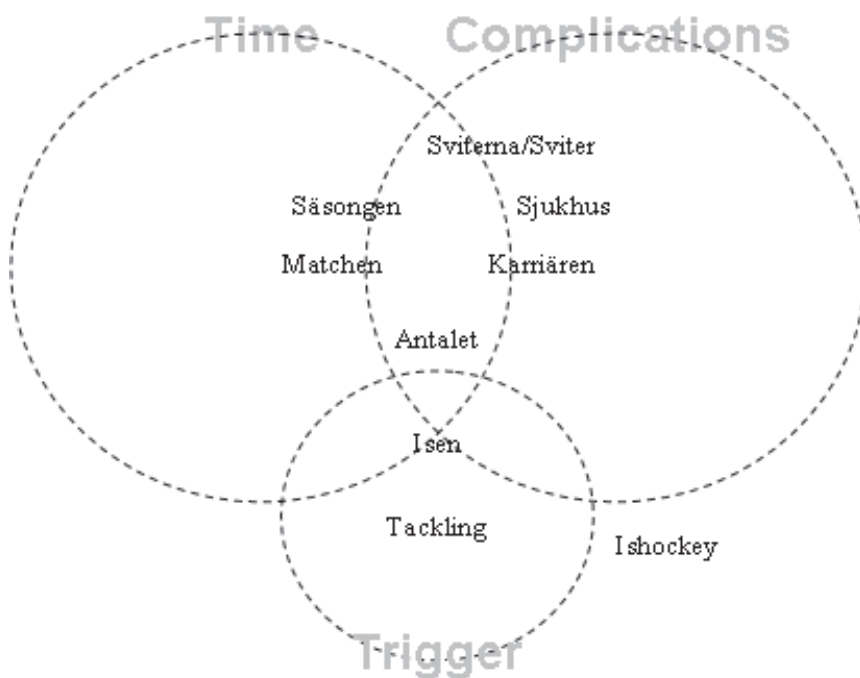 Time
Complications
Sviterna/Sviter
Säsongen
Sjukhus
Matchen
Karriären
Antalet
Isen
Tackling
Ishockey
Trigger